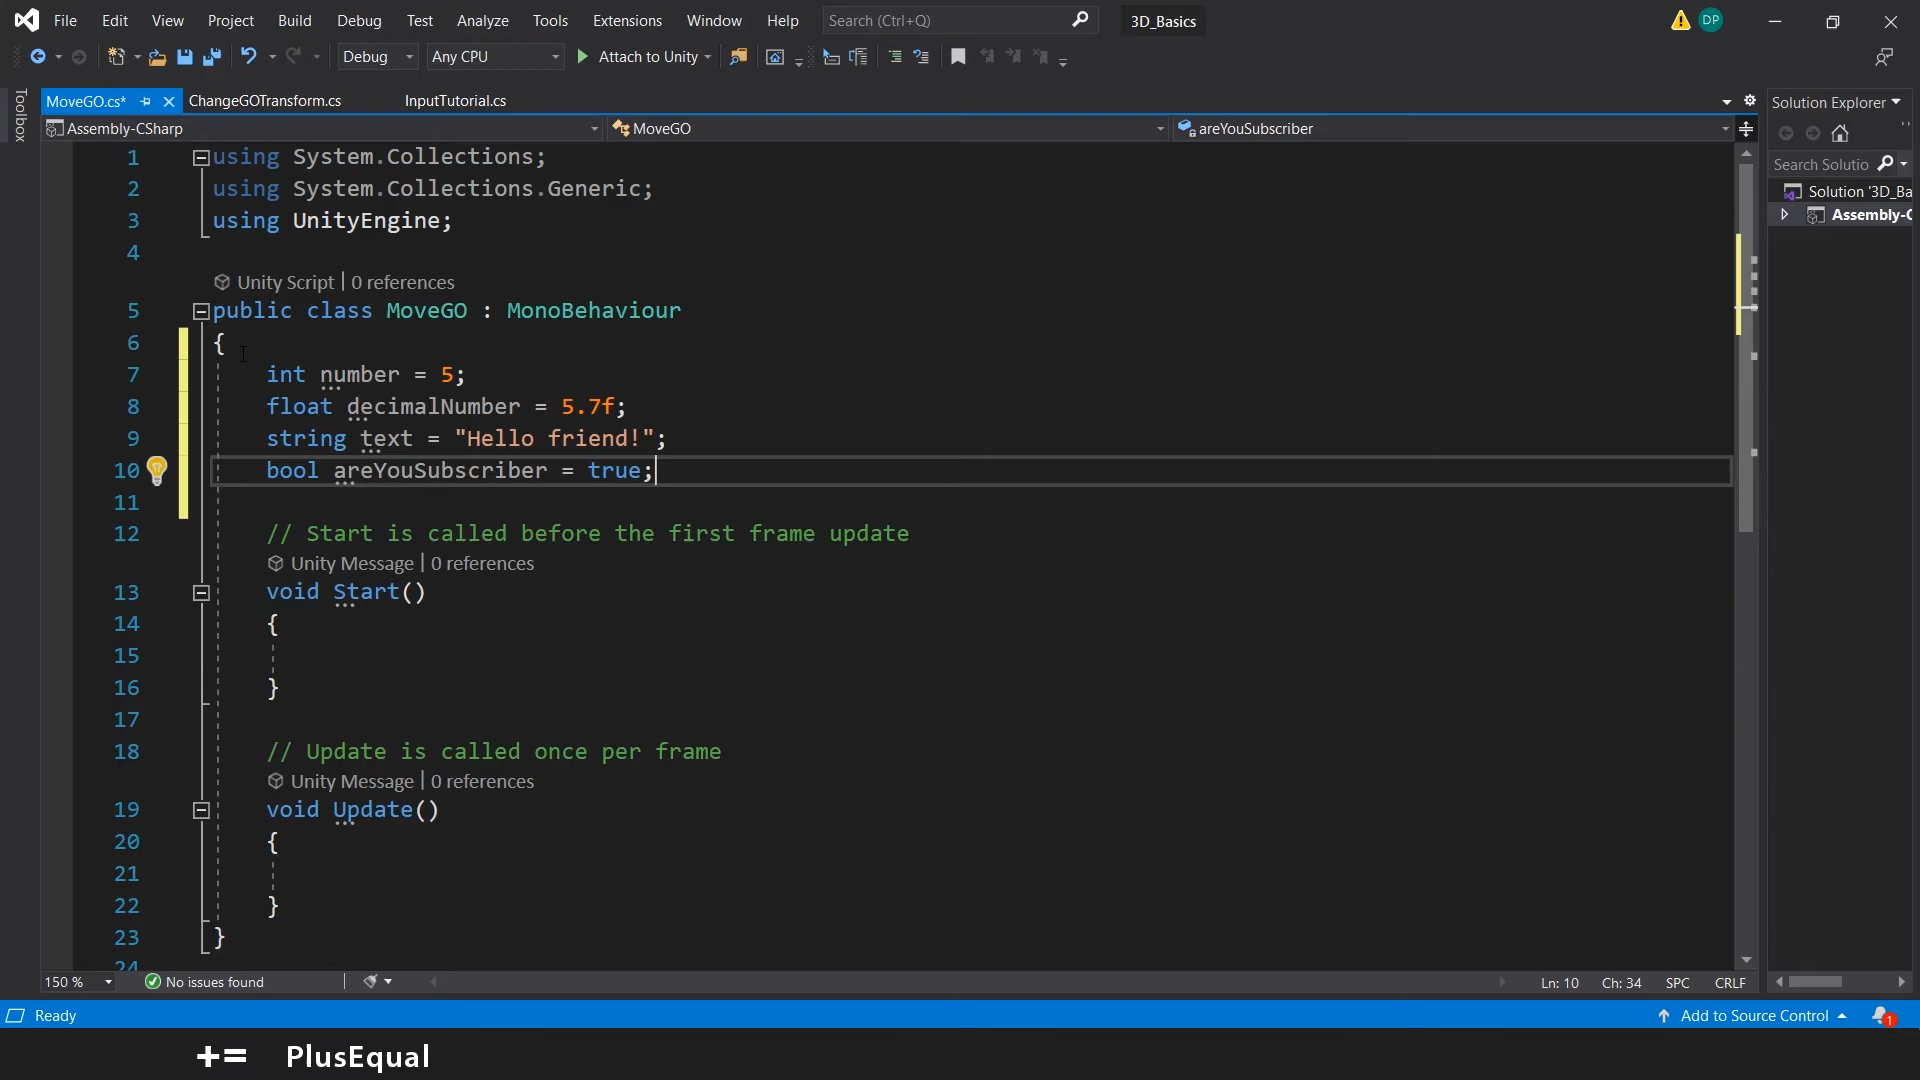 File Edit View Project Build Debug Test Analyze Tools Extensions Window Help Search (Ctrl+Q) 3D_Basics DP
Debug Any CPU Attach to Unity
Toolbox
MoveGO.cs* ChangeGOTransform.cs InputTutorial.cs
Assembly-CSharp MoveGO areYouSubscriber
1 using System.Collections;
2 using System.Collections.Generic;
3 using UnityEngine;
4
Unity Script | 0 references
5 public class MoveGO : MonoBehaviour
6 {
7 int number = 5;
8 float decimalNumber = 5.7f;
9 string text = "Hello friend!";
10 bool areYouSubscriber = true;
11
12 // Start is called before the first frame update
Unity Message | 0 references
13 void Start()
14 {
15
16 }
17
18 // Update is called once per frame
Unity Message | 0 references
19 void Update()
20 {
21
22 }
23 }
24
Solution Explorer
Search Solutio
Solution '3D_Ba
Assembly-C
150 % No issues found Ln: 10 Ch: 34 SPC CRLF
Ready Add to Source Control 1
+= PlusEqual